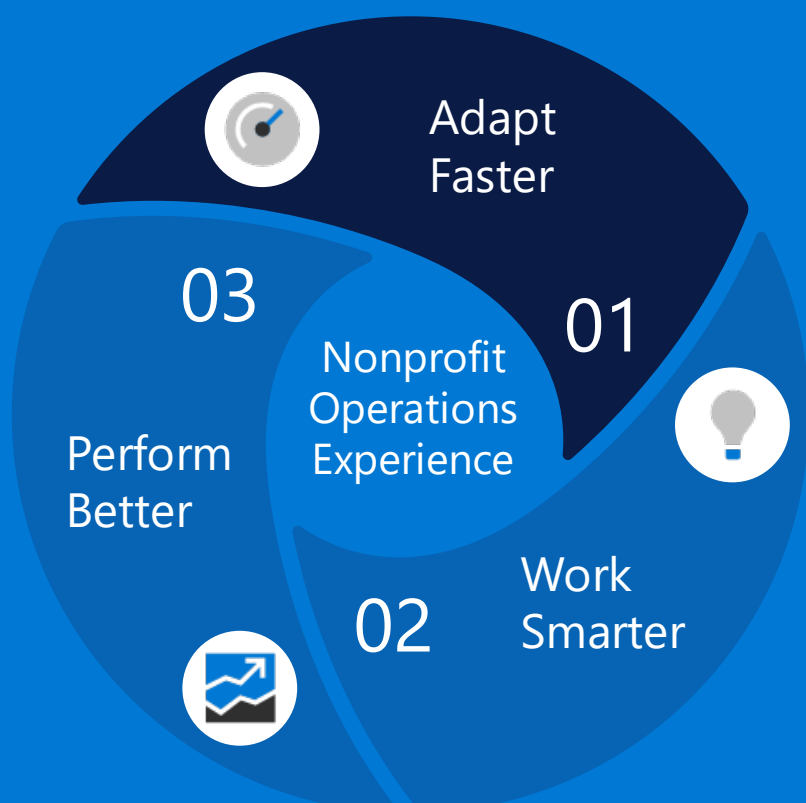 Adapt
Faster
01
Nonprofit
Operations
Experience
Work
Smarter
02
Perform
Better
03